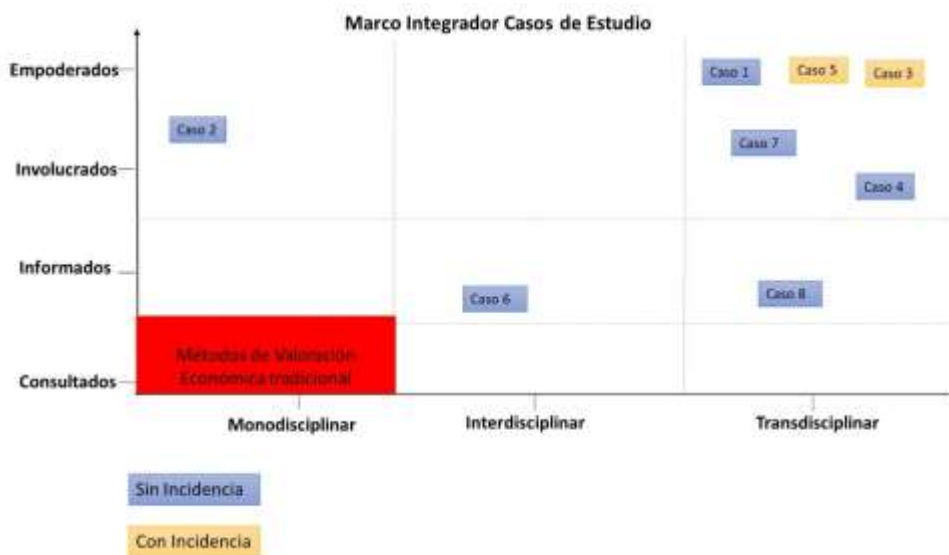 Marco Integrador Casos de Estudio
Empoderados
Caso 1
Caso 5
Caso 3
Caso 2
Caso 7
Involucrados
Caso 4
Informados
Caso 6
Caso 8
Métodos de Valoración
Económica tradicional
Consultados
Monodisciplinar
Interdisciplinar
Transdisciplinar
Sin Incidencia
Con Incidencia